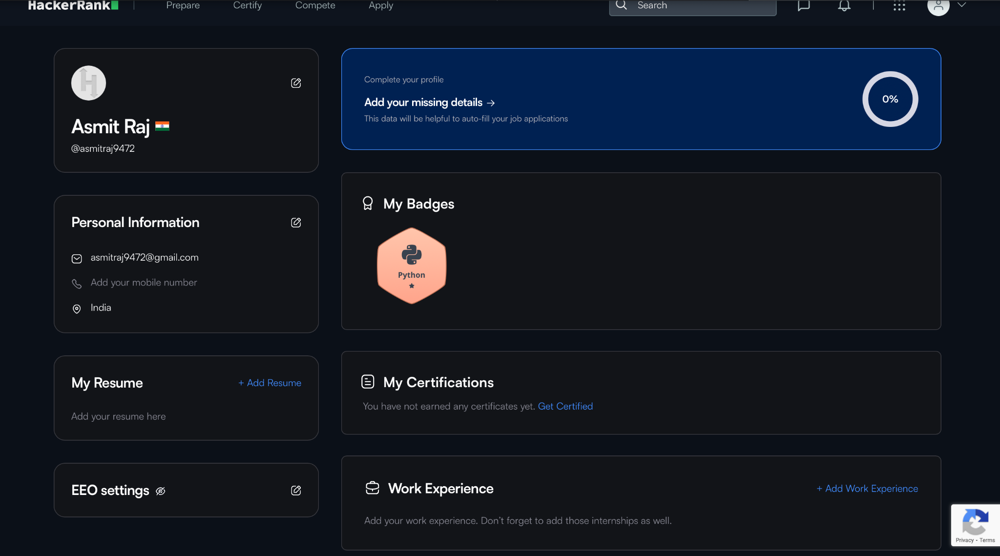 HackerRank
Prepare
Certify
Compete
Apply
Search
Asmit Raj
@asmitraj9472
Complete your profile
Add your missing details →
This data will be helpful to auto-fill your job applications
0%
Personal Information
asmitraj9472@gmail.com
Add your mobile number
India
My Badges
Python
My Resume
+ Add Resume
Add your resume here
My Certifications
You have not earned any certificates yet. Get Certified
EEO settings
Work Experience
+ Add Work Experience
Add your work experience. Don't forget to add those internships as well.
Privacy - Terms